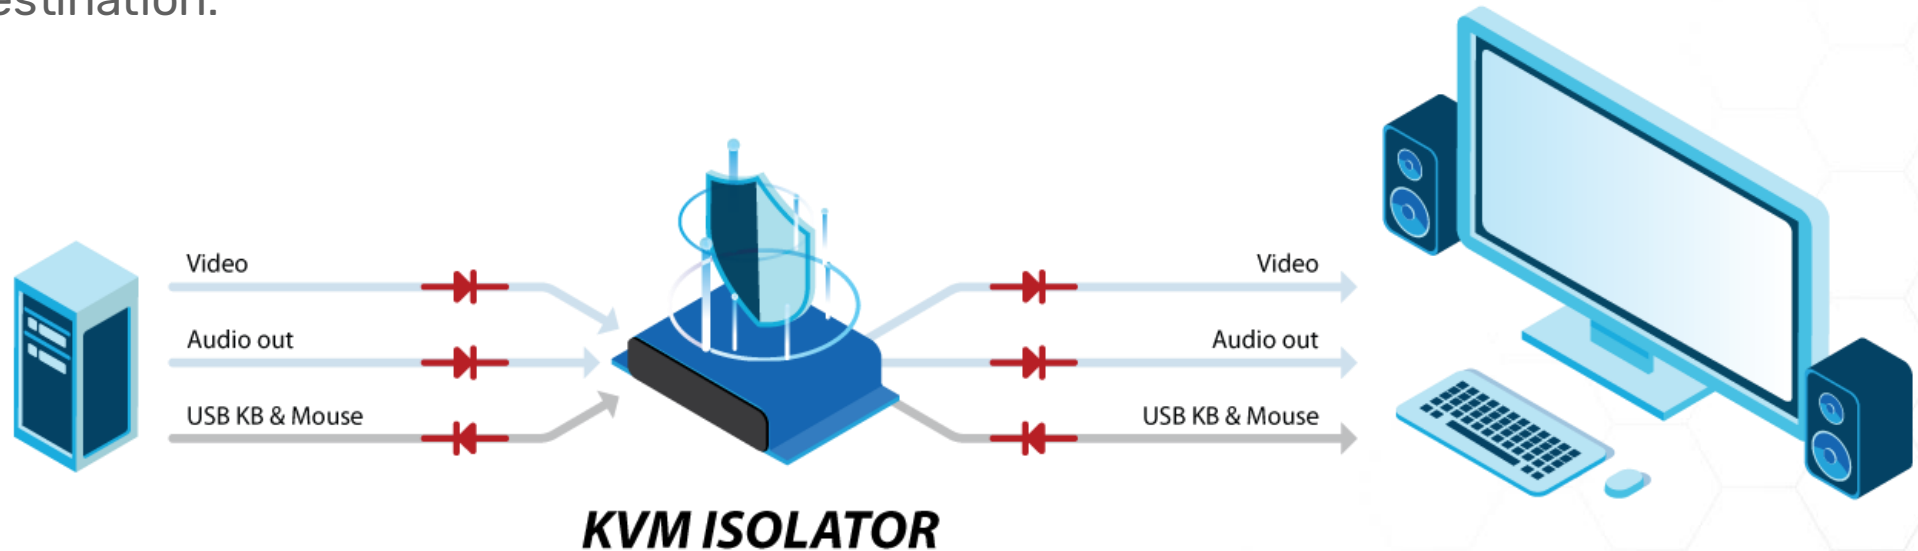 Video
Audio out
USB KB & Mouse
Video
Audio out
USB KB & Mouse
KVM ISOLATOR